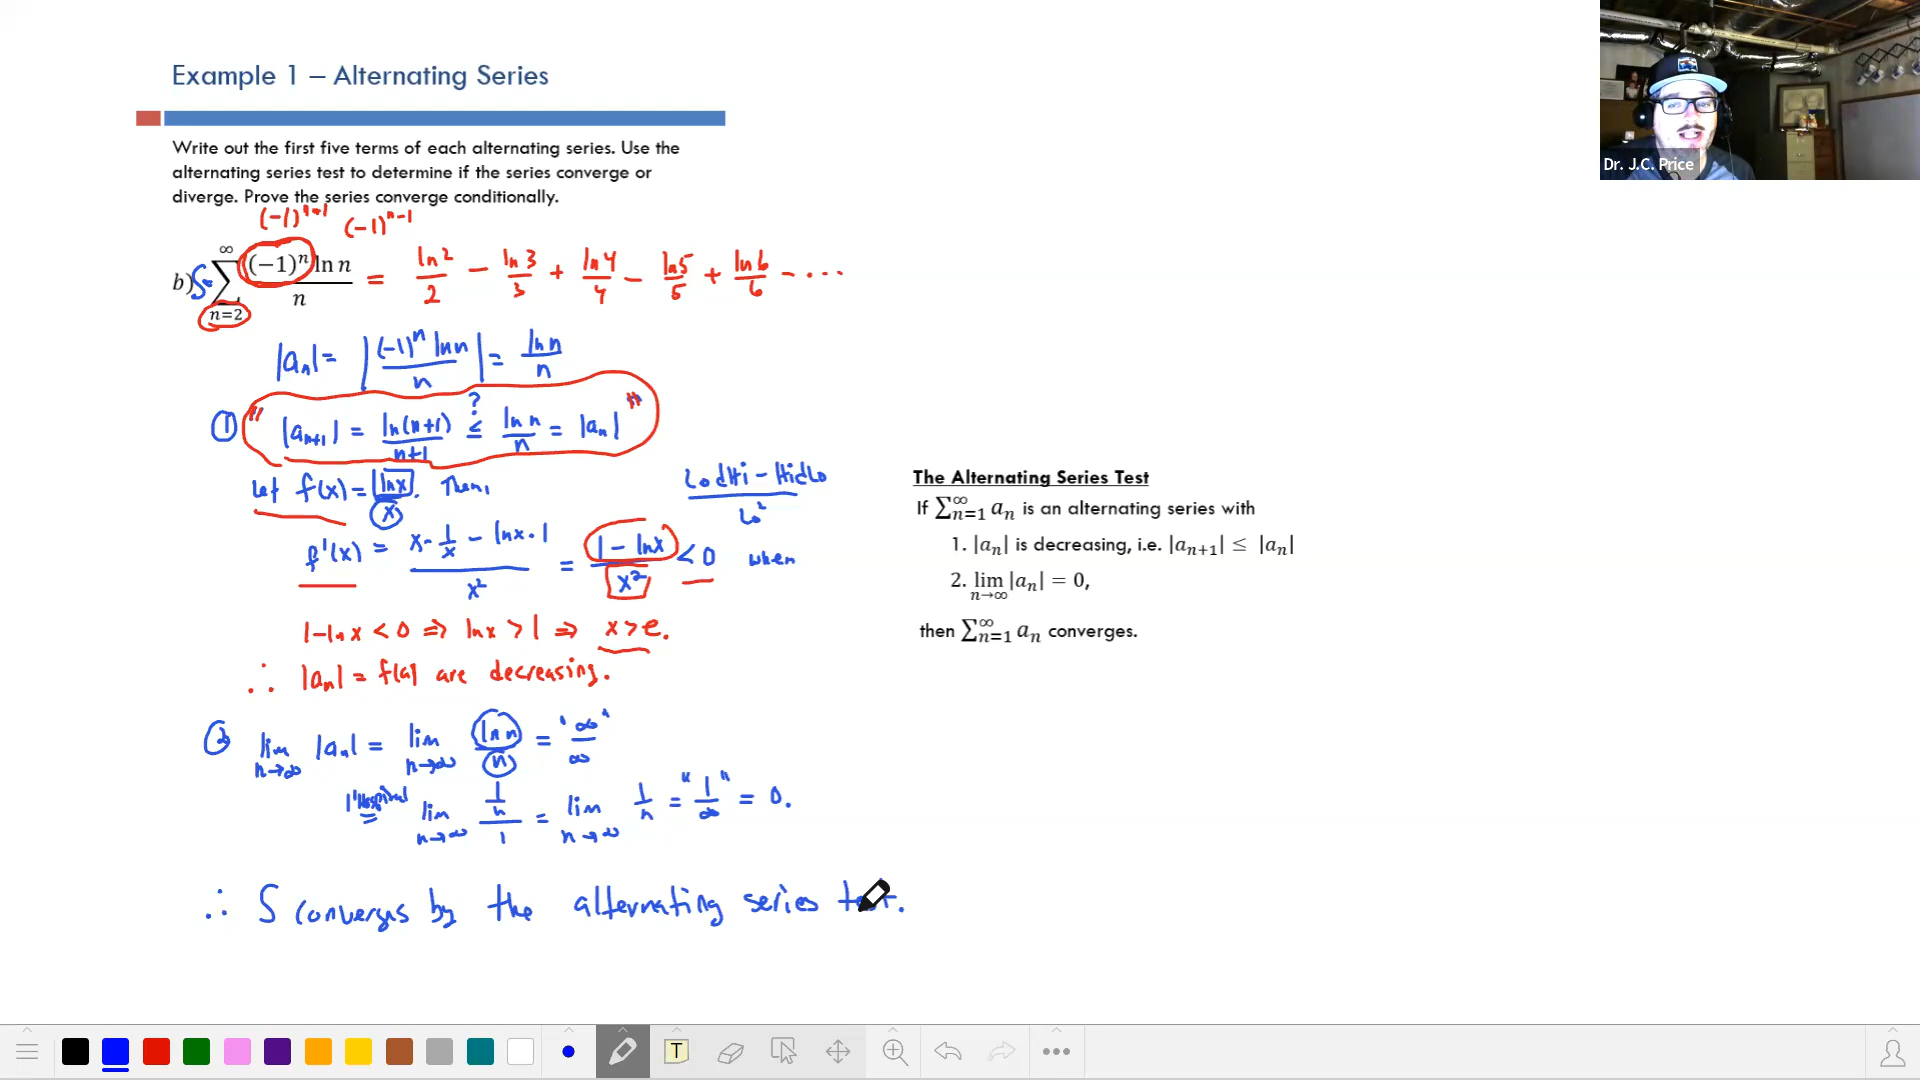 Example 1 – Alternating Series
Dr. J.C. Price
Write out the first five terms of each alternating series. Use the
alternating series test to determine if the series converge or
diverge. Prove the series converge conditionally.
(-1)^{n+1} (-1)^{n-1}
b) S= ∑_{n=2}^{∞} (−1)^n ln n / n = ln2/2 - ln3/3 + ln4/4 - ln5/5 + ln6/6 - ...
|a_n| = |(-1)^n ln n / n| = ln n / n
① " |a_{n+1}| = ln(n+1)/(n+1) ≤? ln n / n = |a_n| "
Let f(x) = ln x / x. Then,
LodHi - HidLo / Lo²
f'(x) = (x · 1/x - ln x · 1) / x² = (1 - ln x) / x² < 0 when
1 - ln x < 0 ⇒ ln x > 1 ⇒ x > e.
∴ |a_n| = f(n) are decreasing.
② lim_{n→∞} |a_n| = lim_{n→∞} ln n / n = "∞/∞"
l'Hospital = lim_{n→∞} (1/n)/1 = lim_{n→∞} 1/n = "1/∞" = 0.
∴ S converges by the alternating series test.
The Alternating Series Test
If ∑_{n=1}^{∞} a_n is an alternating series with
1. |a_n| is decreasing, i.e. |a_{n+1}| ≤ |a_n|
2. lim_{n→∞} |a_n| = 0,
then ∑_{n=1}^{∞} a_n converges.
T